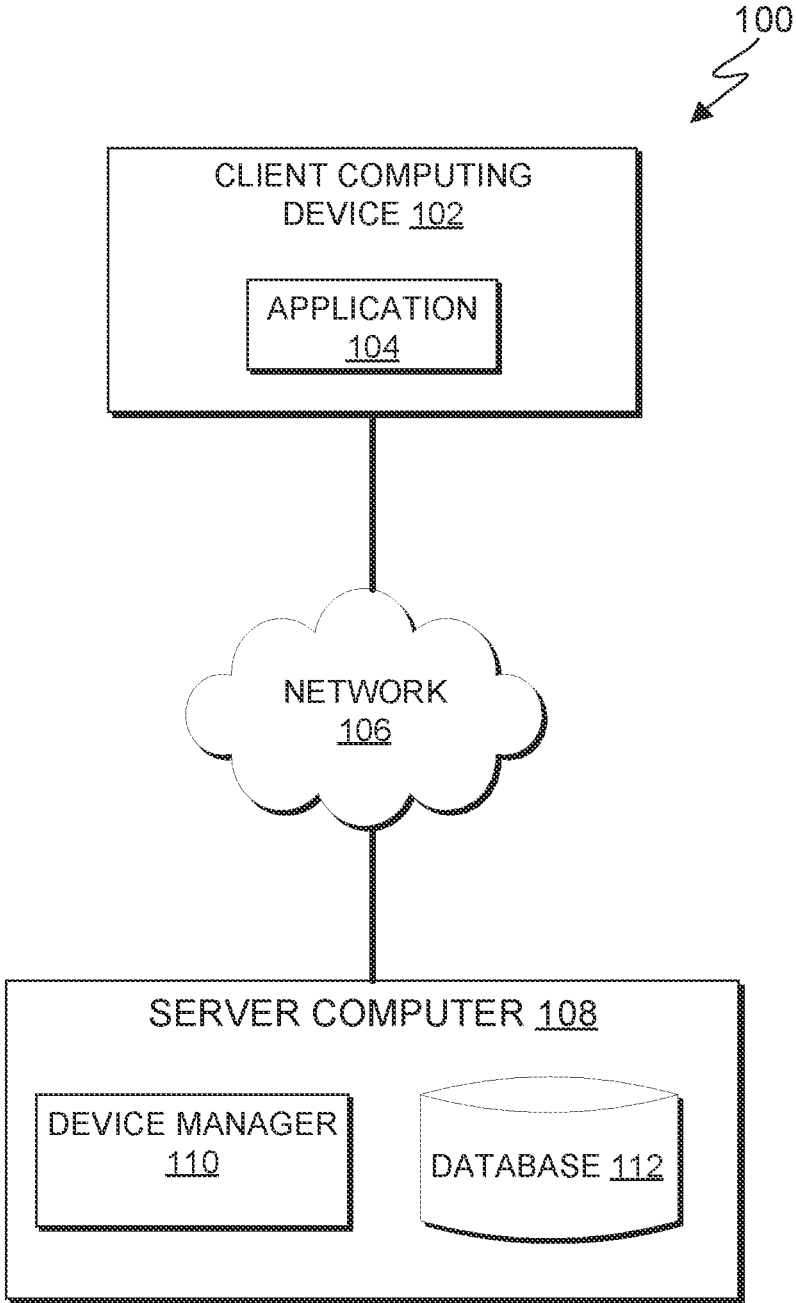 100
CLIENT COMPUTING
DEVICE 102
APPLICATION
104
NETWORK
106
SERVER COMPUTER 108
DEVICE MANAGER
110
DATABASE 112